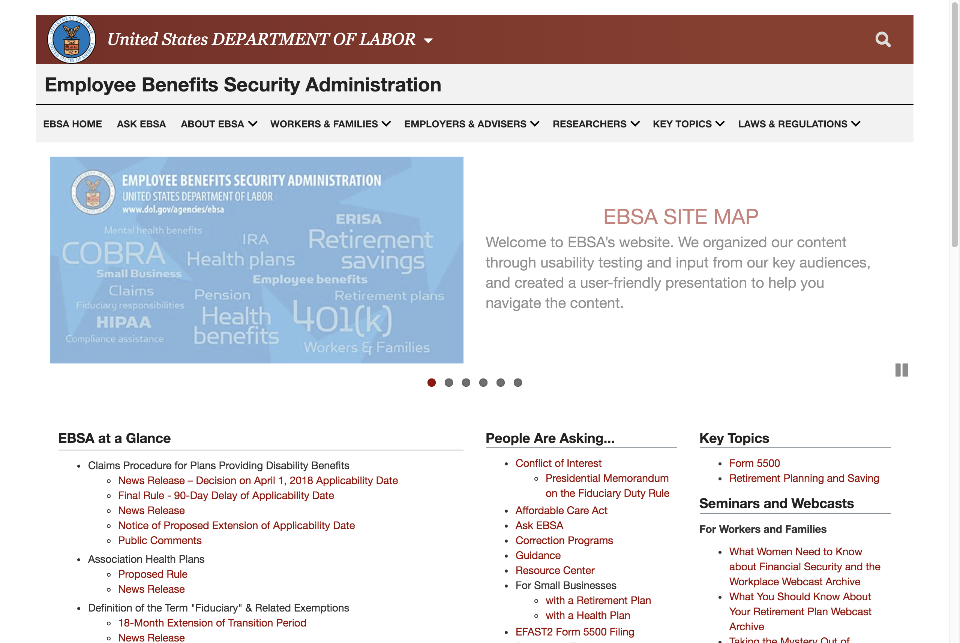 United States DEPARTMENT OF LABOR
Employee Benefits Security Administration
EBSA HOME ASK EBSA ABOUT EBSA WORKERS & FAMILIES EMPLOYERS & ADVISERS RESEARCHERS KEY TOPICS LAWS & REGULATIONS
EMPLOYEE BENEFITS SECURITY ADMINISTRATION
UNITED STATES DEPARTMENT OF LABOR
www.dol.gov/agencies/ebsa
ERISA
Mental health benefits
IRA
Retirement
savings
COBRA
Health plans
Small Business
Employee benefits
Claims
Pension
Retirement plans
Fiduciary responsibilities
HIPAA
Health
benefits
401(k)
Compliance assistance
Workers & Families
EBSA SITE MAP
Welcome to EBSA's website. We organized our content
through usability testing and input from our key audiences,
and created a user-friendly presentation to help you
navigate the content.
EBSA at a Glance
Claims Procedure for Plans Providing Disability Benefits
News Release – Decision on April 1, 2018 Applicability Date
Final Rule - 90-Day Delay of Applicability Date
News Release
Notice of Proposed Extension of Applicability Date
Public Comments
Association Health Plans
Proposed Rule
News Release
Definition of the Term "Fiduciary" & Related Exemptions
18-Month Extension of Transition Period
News Release
People Are Asking...
Conflict of Interest
Presidential Memorandum
on the Fiduciary Duty Rule
Affordable Care Act
Ask EBSA
Correction Programs
Guidance
Resource Center
For Small Businesses
with a Retirement Plan
with a Health Plan
EFAST2 Form 5500 Filing
Key Topics
Form 5500
Retirement Planning and Saving
Seminars and Webcasts
For Workers and Families
What Women Need to Know
about Financial Security and the
Workplace Webcast Archive
What You Should Know About
Your Retirement Plan Webcast
Archive
Taking the Mystery Out of